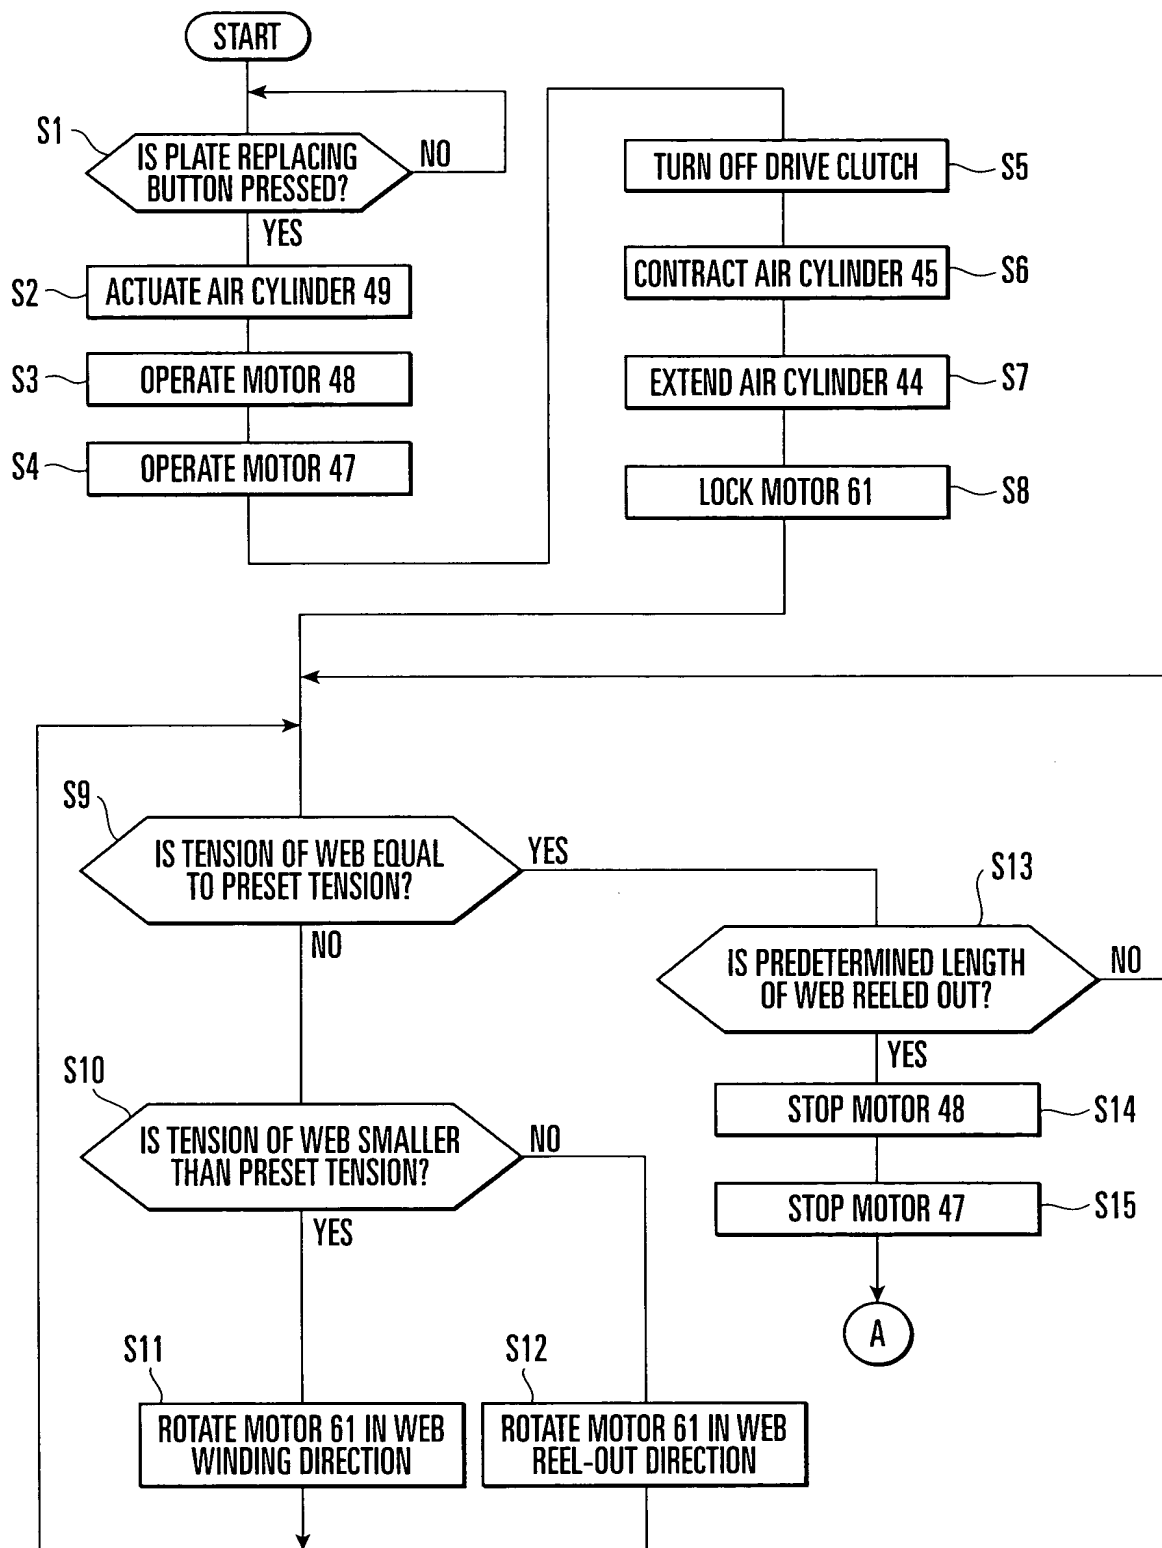 START
S1
IS PLATE REPLACING
BUTTON PRESSED?
NO
YES
S2
ACTUATE AIR CYLINDER 49
S3
OPERATE MOTOR 48
S4
OPERATE MOTOR 47
TURN OFF DRIVE CLUTCH
S5
CONTRACT AIR CYLINDER 45
S6
EXTEND AIR CYLINDER 44
S7
LOCK MOTOR 61
S8
S9
IS TENSION OF WEB EQUAL
TO PRESET TENSION?
YES
NO
S13
IS PREDETERMINED LENGTH
OF WEB REELED OUT?
NO
YES
S10
IS TENSION OF WEB SMALLER
THAN PRESET TENSION?
NO
YES
STOP MOTOR 48
S14
STOP MOTOR 47
S15
A
S11
ROTATE MOTOR 61 IN WEB
WINDING DIRECTION
S12
ROTATE MOTOR 61 IN WEB
REEL-OUT DIRECTION